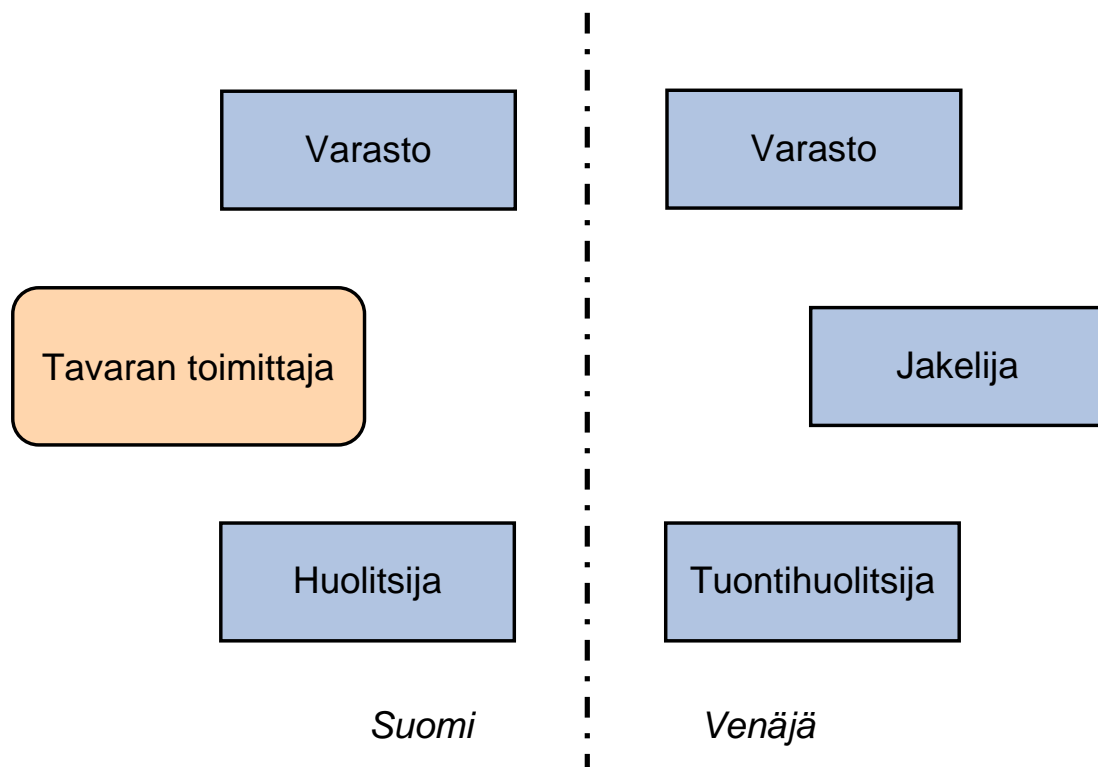 Varasto
Varasto
Tavaran toimittaja
Jakelija
Huolitsija
Tuontihuolitsija
Suomi
Venäjä